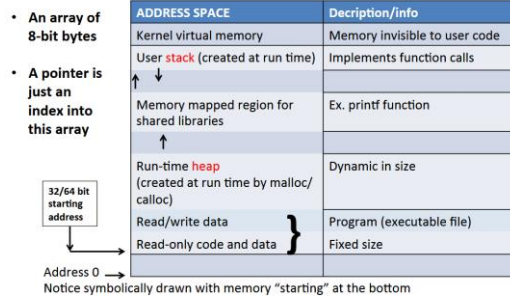 • An array of
8-bit bytes
• A pointer is
just an
index into
this array
ADDRESS SPACE Decription/info
Kernel virtual memory Memory invisible to user code
User stack (created at run time) Implements function calls
Memory mapped region for
shared libraries
Ex. printf function
Run-time heap
(created at run time by malloc/
calloc)
Dynamic in size
32/64 bit
starting
address
Read/write data Program (executable file)
Read-only code and data Fixed size
Address 0
Notice symbolically drawn with memory “starting” at the bottom